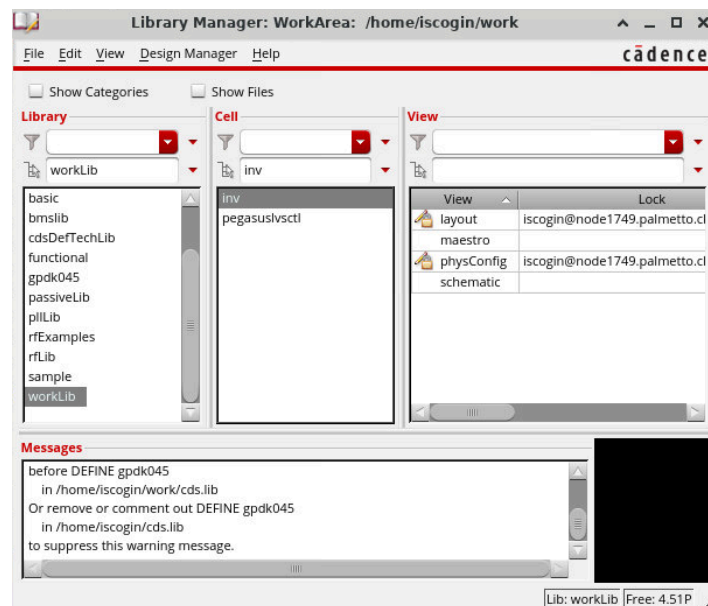 Library Manager: WorkArea: /home/iscogin/work
File Edit View Design Manager Help
cādence
Show Categories Show Files
Library
workLib
basic
bmslib
cdsDefTechLib
functional
gpdk045
passiveLib
pllLib
rfExamples
rfLib
sample
workLib
Cell
inv
inv
pegasuslvsctl
View
View Lock
layout iscogin@node1749.palmetto.cl
maestro
physConfig iscogin@node1749.palmetto.cl
schematic
Messages
before DEFINE gpdk045
in /home/iscogin/work/cds.lib
Or remove or comment out DEFINE gpdk045
in /home/iscogin/cds.lib
to suppress this warning message.
Lib: workLib Free: 4.51P